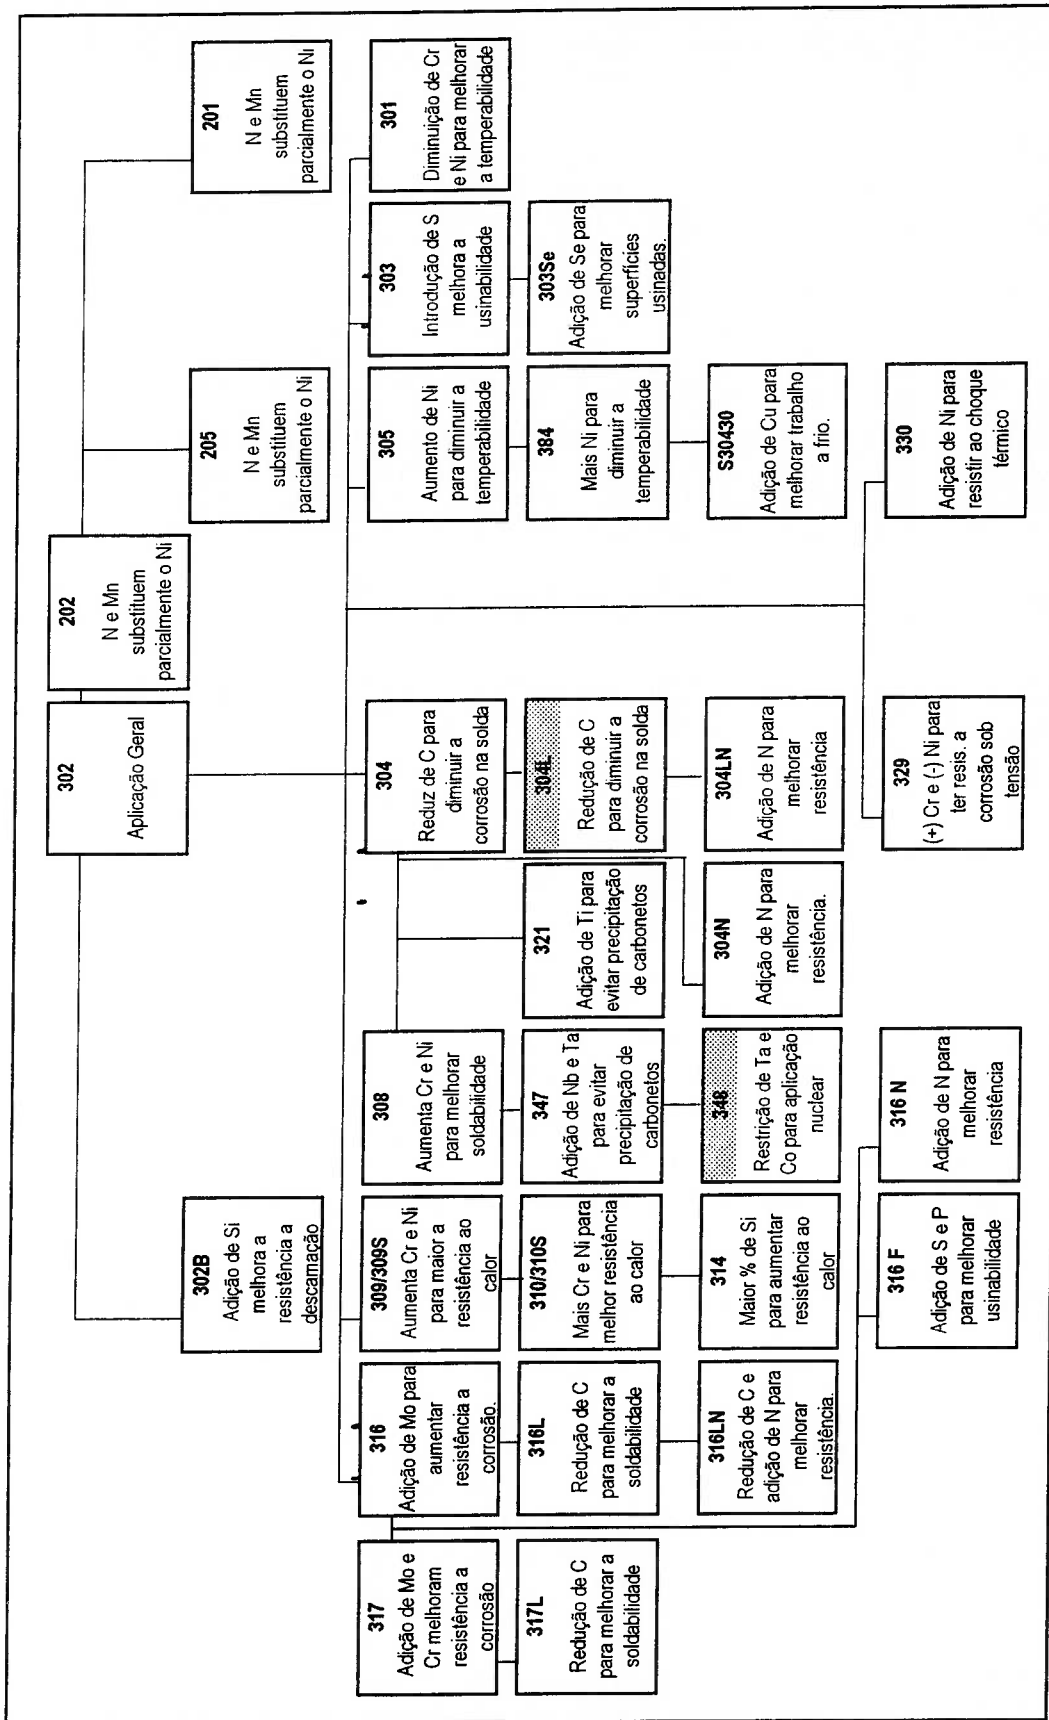 302
Aplicação Geral
202
N e Mn
substituem
parcialmente o Ni
302B
Adição de Si
melhora a
resistência a
descamação
205
N e Mn
substituem
parcialmente o Ni
201
N e Mn
substituem
parcialmente o Ni
317
Adição de Mo e
Cr melhoram
resistência a
corrosão
316
Adição de Mo para
aumentar
resistência a
corrosão.
309/309S
Aumenta Cr e Ni
para maior a
resistência ao
calor
308
Aumenta Cr e Ni
para melhorar
soldabilidade
304
Reduz de C para
diminuir a
corrosão na solda
305
Aumento de Ni
para diminuir a
temperabilidade
303
Introdução de S
melhora a
usinabilidade
301
Diminuição de Cr
e Ni para melhorar
a temperabilidade
317L
Redução de C
para melhorar a
soldabilidade
316L
Redução de C
para melhorar a
soldabilidade
310/310S
Mais Cr e Ni para
melhor resistência
ao calor
347
Adição de Nb e Ta
para evitar
precipitação de
carbonetos
321
Adição de Ti para
evitar precipitação
de carbonetos
304L
Redução de C
para diminuir a
corrosão na solda
384
Mais Ni para
diminuir a
temperabilidade
303Se
Adição de Se para
melhorar
superfícies
usinadas.
316LN
Redução de C e
adição de N para
melhorar
resistência.
314
Maior % de Si
para aumentar
resistência ao
calor
348
Restrição de Ta e
Co para aplicação
nuclear
304N
Adição de N para
melhorar
resistência.
304LN
Adição de N para
melhorar
resistência
S30430
Adição de Cu para
melhorar trabalho
a frio.
316 F
Adição de S e P
para melhorar
usinabilidade
316 N
Adição de N para
melhorar
resistência
329
(+) Cr e (-) Ni para
ter resis. a
corrosão sob
tensão
330
Adição de Ni para
resistir ao choque
térmico